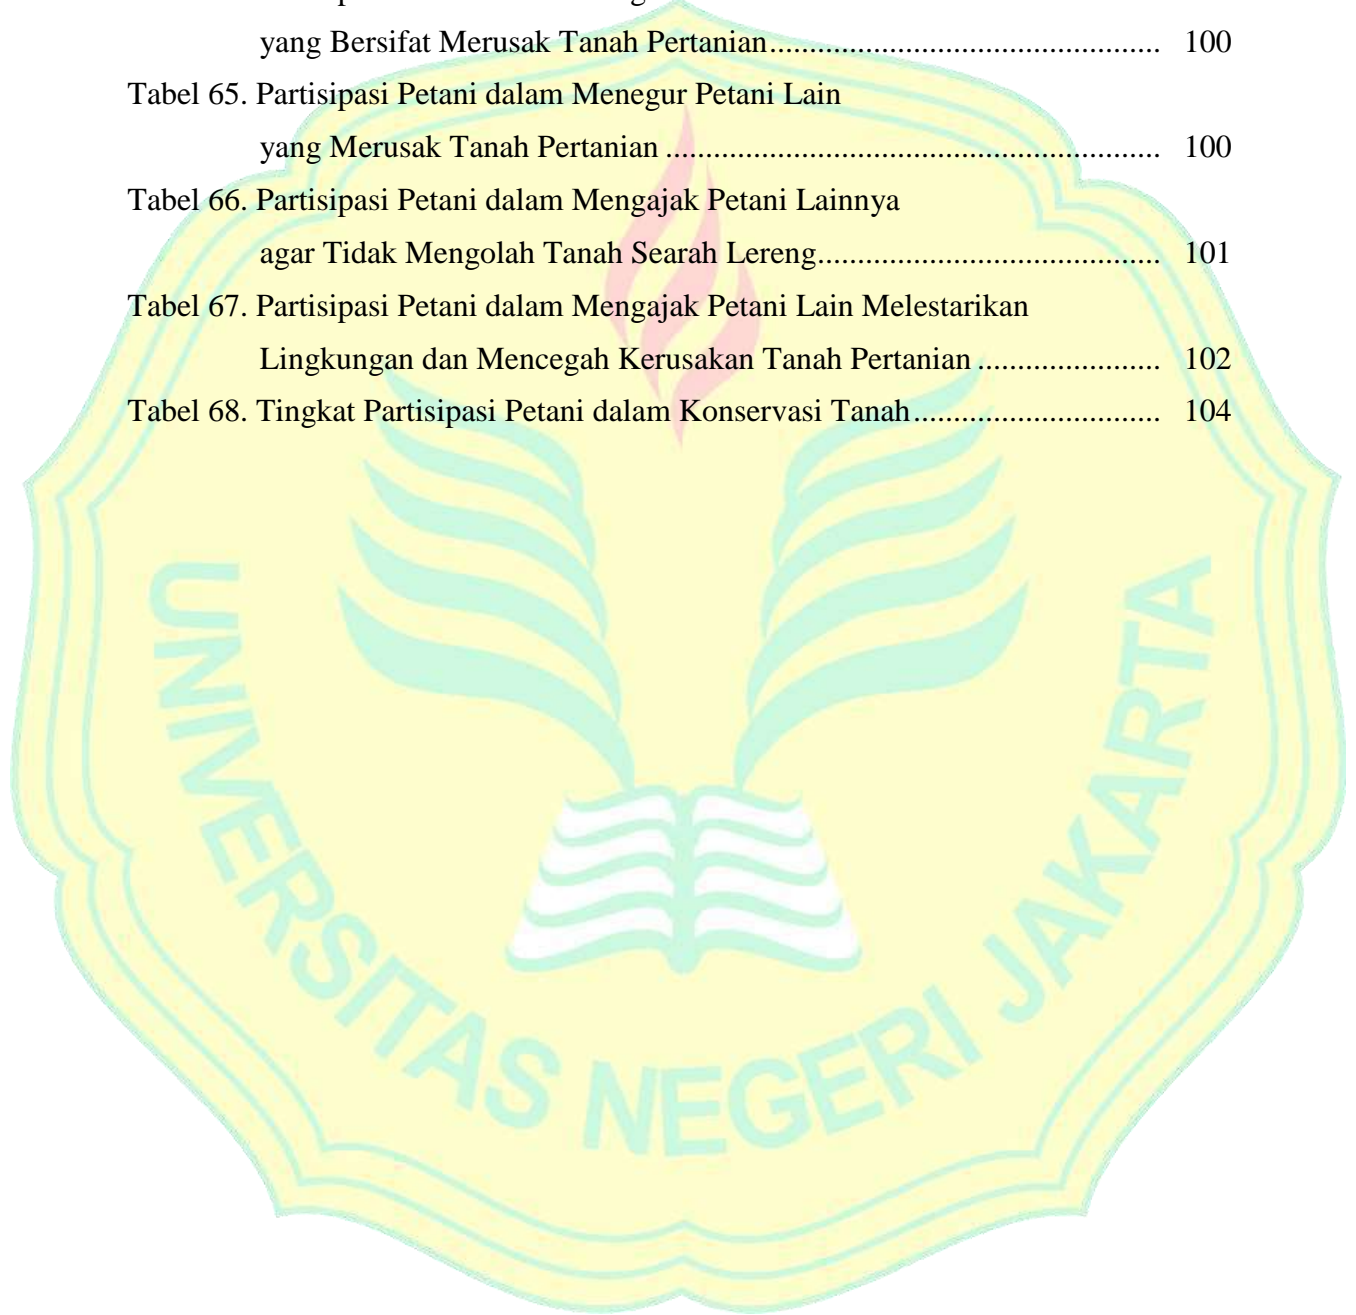 yang Bersifat Merusak Tanah Pertanian................................................. 100
Tabel 65. Partisipasi Petani dalam Menegur Petani Lain
yang Merusak Tanah Pertanian .............................................................. 100
Tabel 66. Partisipasi Petani dalam Mengajak Petani Lainnya
agar Tidak Mengolah Tanah Searah Lereng........................................... 101
Tabel 67. Partisipasi Petani dalam Mengajak Petani Lain Melestarikan
Lingkungan dan Mencegah Kerusakan Tanah Pertanian ....................... 102
Tabel 68. Tingkat Partisipasi Petani dalam Konservasi Tanah............................... 104
UNIVERSITAS NEGERI JAKARTA